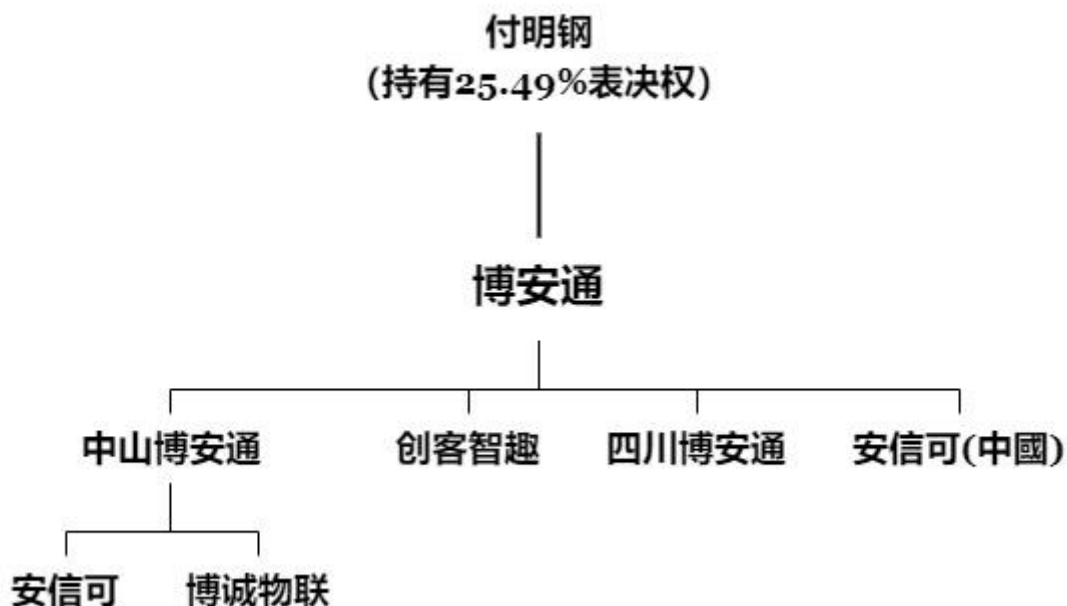 付明钢
(持有25.49%表决权)
博安通
中山博安通 创客智趣 四川博安通 安信可(中國)
安信可 博诚物联